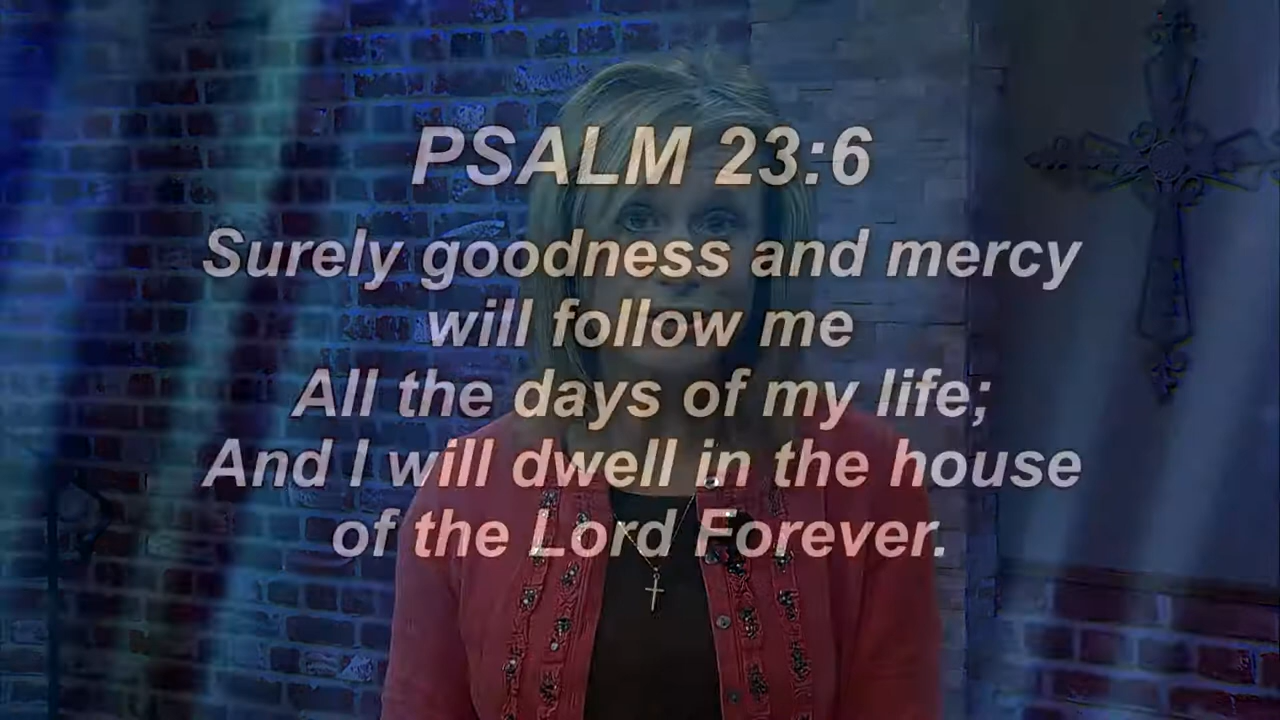 PSALM 23:6
Surely goodness and mercy
will follow me
All the days of my life;
And I will dwell in the house
of the Lord Forever.